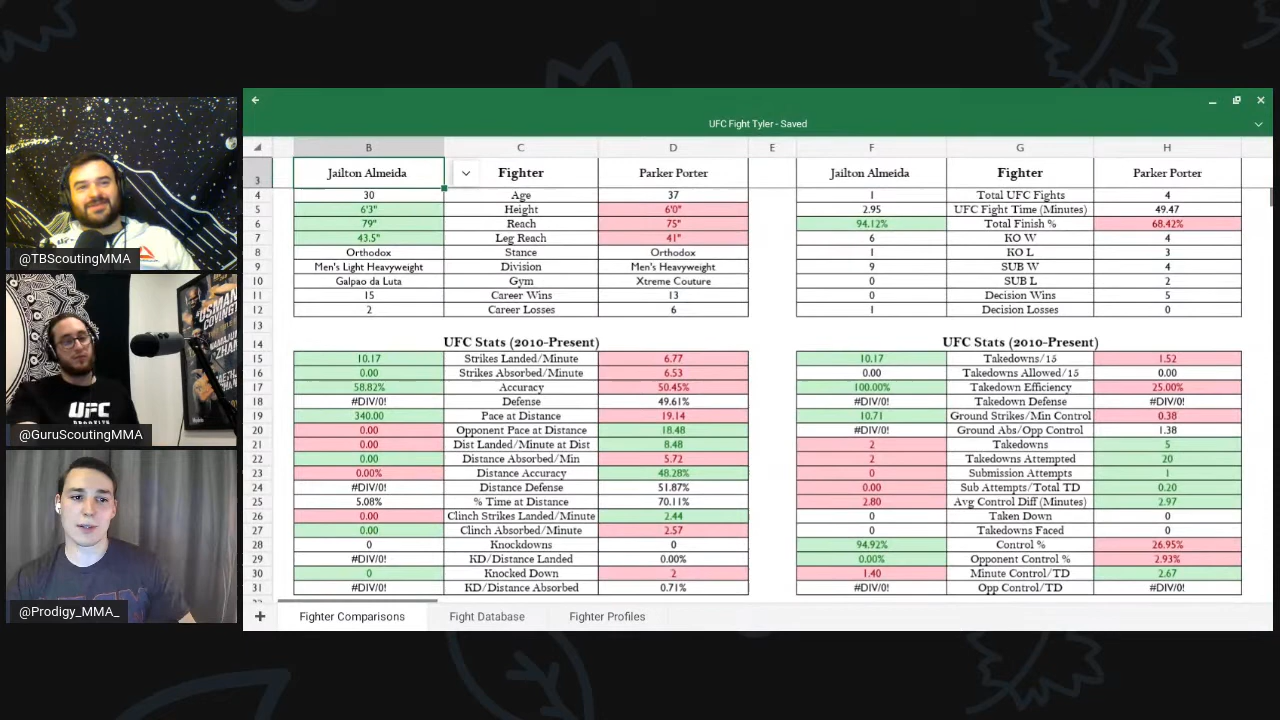 UFC Fight Tyler - Saved
B C D E F G H
3 Jailton Almeida Fighter Parker Porter Jailton Almeida Fighter Parker Porter
4 30 Age 37 1 Total UFC Fights 4
5 6'3" Height 6'0" 2.95 UFC Fight Time (Minutes) 49.47
6 79" Reach 75" 94.12% Total Finish % 68.42%
7 43.5" Leg Reach 41" 6 KO W 4
8 Orthodox Stance Orthodox 1 KO L 3
9 Men's Light Heavyweight Division Men's Heavyweight 9 SUB W 4
10 Galpao da Luta Gym Xtreme Couture 0 SUB L 2
11 15 Career Wins 13 0 Decision Wins 5
12 2 Career Losses 6 1 Decision Losses 0
13
14 UFC Stats (2010-Present) UFC Stats (2010-Present)
15 10.17 Strikes Landed/Minute 6.77 10.17 Takedowns/15 1.52
16 0.00 Strikes Absorbed/Minute 6.53 0.00 Takedowns Allowed/15 0.00
17 58.82% Accuracy 50.45% 100.00% Takedown Efficiency 25.00%
18 #DIV/0! Defense 49.61% #DIV/0! Takedown Defense #DIV/0!
19 340.00 Pace at Distance 19.14 10.71 Ground Strikes/Min Control 0.38
20 0.00 Opponent Pace at Distance 18.48 #DIV/0! Ground Abs/Opp Control 1.38
21 0.00 Dist Landed/Minute at Dist 8.48 2 Takedowns 5
22 0.00 Distance Absorbed/Min 5.72 2 Takedowns Attempted 20
23 0.00% Distance Accuracy 48.28% 0 Submission Attempts 1
24 #DIV/0! Distance Defense 51.87% 0.00 Sub Attempts/Total TD 0.20
25 5.08% % Time at Distance 70.11% 2.80 Avg Control Diff (Minutes) 2.97
26 0.00 Clinch Strikes Landed/Minute 2.44 0 Taken Down 0
27 0.00 Clinch Absorbed/Minute 2.57 0 Takedowns Faced 0
28 0 Knockdowns 0 94.92% Control % 26.95%
29 #DIV/0! KD/Distance Landed 0.00% 0.00% Opponent Control % 2.93%
30 0 Knocked Down 2 1.40 Minute Control/TD 2.67
31 #DIV/0! KD/Distance Absorbed 0.71% #DIV/0! Opp Control/TD #DIV/0!
Fighter Comparisons Fight Database Fighter Profiles
UFC
@TBScoutingMMA
USMAN
COVINGT
UFC
@GuruScoutingMMA
@Prodigy_MMA_